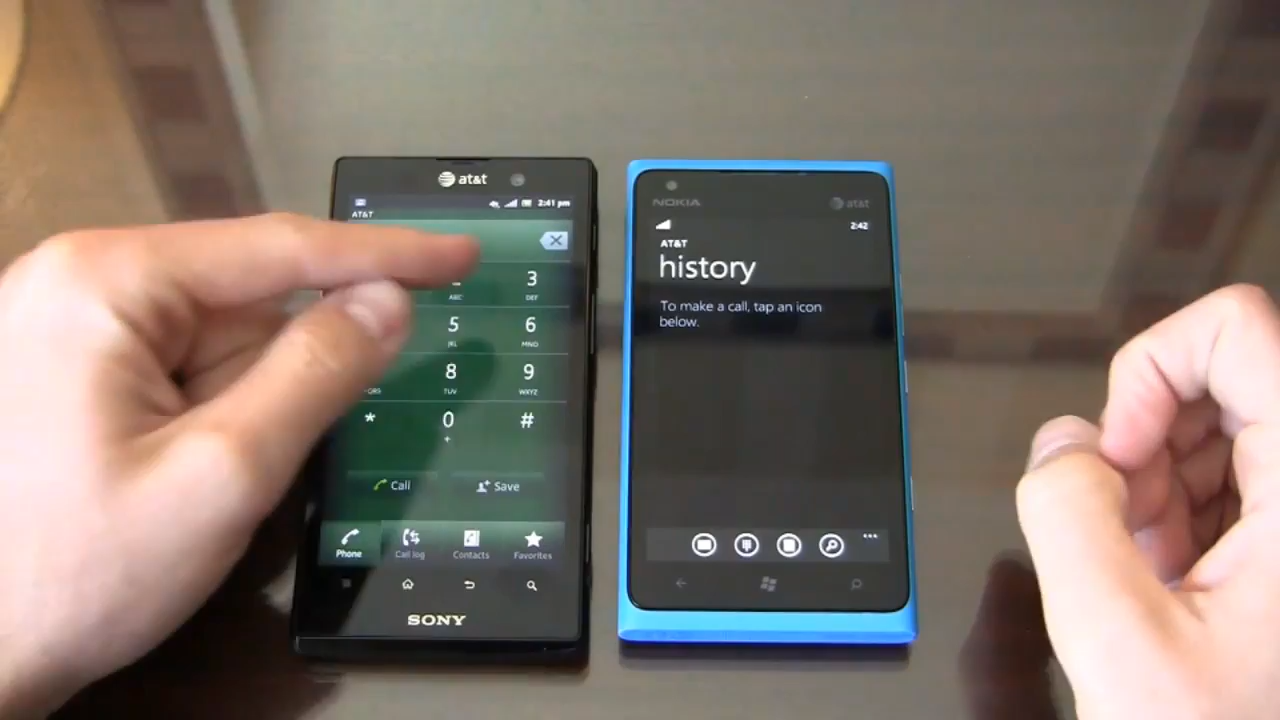 at&t
2:41 pm
AT&T
3
ABC
DEF
5
6
JKL
MNO
8
9
TUV
WXYZ
*
0
#
+
Call
Save
Phone
Call log
Contacts
Favorites
SONY
NOKIA
at&t
2:42
AT&T
history
To make a call, tap an icon
below.